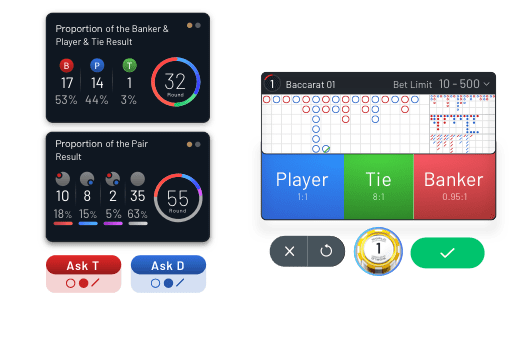 Proportion of the Banker &
Player & Tie Result
B P T
17 14 1
53% 44% 3%
32
Round
Proportion of the Pair
Result
10 8 2 35
18% 15% 5% 63%
55
Round
Ask T
Ask D
1 Baccarat 01 Bet Limit 10 - 500
Player Tie Banker
1:1 8:1 0.95:1
1